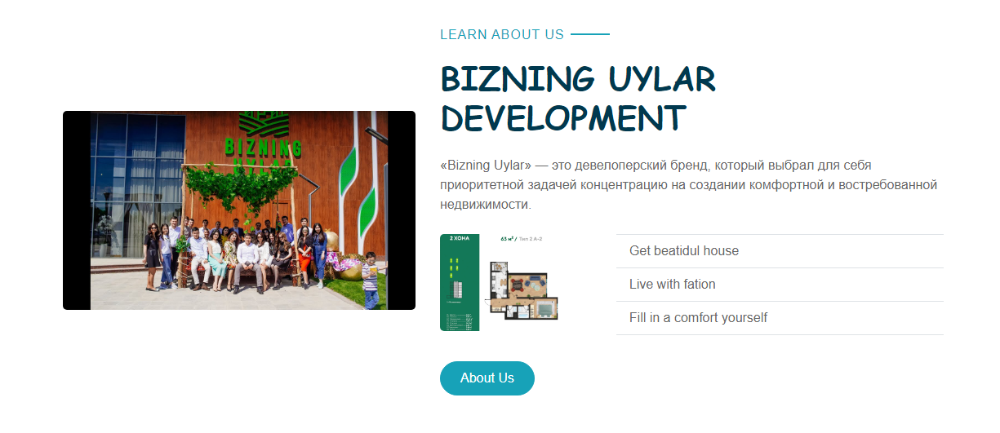 LEARN ABOUT US
BIZNING UYLAR
DEVELOPMENT
BIZNING
UYLAR
«Bizning Uylar» — это девелоперский бренд, который выбрал для себя
приоритетной задачей концентрацию на создании комфортной и востребованной
недвижимости.
2 ХОНА
63 м² / Тип 2 А-2
Get beatidul house
Live with fation
Fill in a comfort yourself
About Us